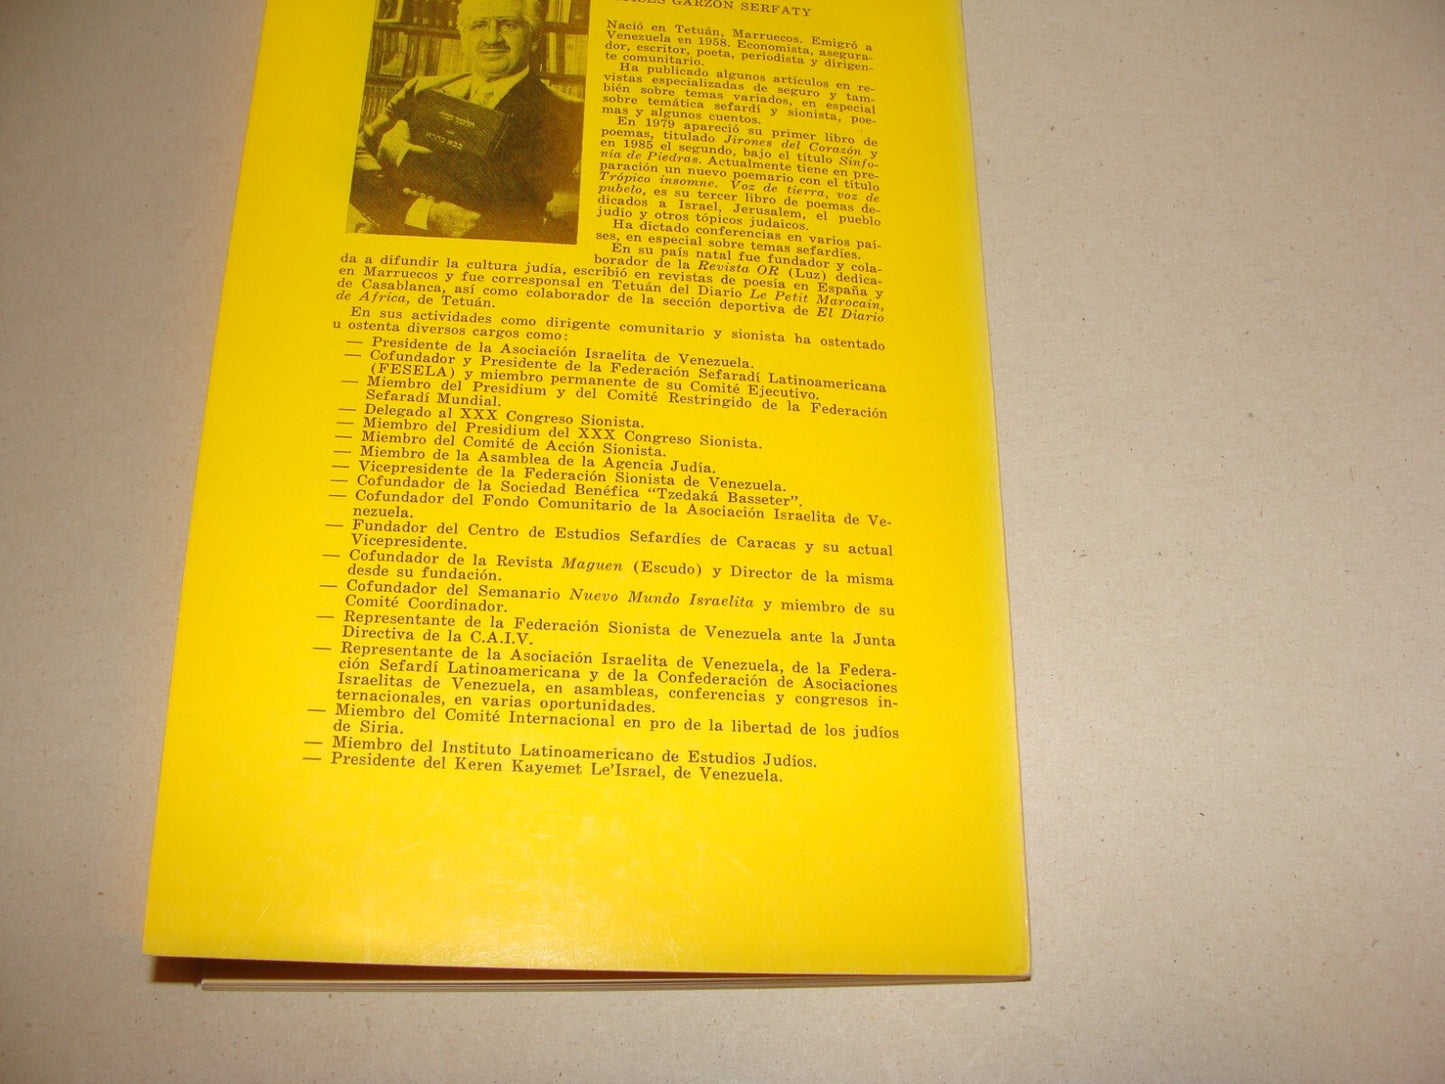 GARZON SERFATY
Nació en Tetuán, Marruecos. Emigró a
Venezuela en 1958. Economista, asegura-
dor, escritor, poeta, periodista y dirigen-
te comunitario.
Ha publicado algunos artículos en re-
vistas especializadas de seguro y tam-
bién sobre temas variados, en especial
sobre temática sefardí y sionista, poe-
mas y algunos cuentos.
En 1979 apareció su primer libro de
poemas, titulado Jirones del Corazón y
en 1985 el segundo, bajo el título Sinfo-
nía de Piedras. Actualmente tiene en pre-
paración un nuevo poemario con el título
Trópico insomne. Voz de tierra, voz de
pubelo, es su tercer libro de poemas de-
dicados a Israel, Jerusalem, el pueblo
judío y otros tópicos judaicos.
Ha dictado conferencias en varios paí-
ses, en especial sobre temas sefardíes.
En su país natal fue fundador y cola-
borador de la Revista OR (Luz) dedica-
da a difundir la cultura judía, escribió en revistas de poesía en España y
en Marruecos y fue corresponsal en Tetuán del Diario Le Petit Marocain,
de Casablanca, así como colaborador de la sección deportiva de El Diario
de Africa, de Tetuán.
En sus actividades como dirigente comunitario y sionista ha ostentado
u ostenta diversos cargos como:
— Presidente de la Asociación Israelita de Venezuela.
— Cofundador y Presidente de la Federación Sefaradí Latinoamericana
(FESELA) y miembro permanente de su Comité Ejecutivo.
— Miembro del Presídium y del Comité Restringido de la Federación
Sefaradí Mundial.
— Delegado al XXX Congreso Sionista.
— Miembro del Presidium del XXX Congreso Sionista.
— Miembro del Comité de Acción Sionista.
— Miembro de la Asamblea de la Agencia Judía.
— Vicepresidente de la Federación Sionista de Venezuela.
— Cofundador de la Sociedad Benéfica “Tzedaká Basseter”.
— Cofundador del Fondo Comunitario de la Asociación Israelita de Ve-
nezuela.
— Fundador del Centro de Estudios Sefardíes de Caracas y su actual
Vicepresidente.
— Cofundador de la Revista Maguen (Escudo) y Director de la misma
desde su fundación.
— Cofundador del Semanario Nuevo Mundo Israelita y miembro de su
Comité Coordinador.
— Representante de la Federación Sionista de Venezuela ante la Junta
Directiva de la C.A.I.V.
— Representante de la Asociación Israelita de Venezuela, de la Federa-
ción Sefardí Latinoamericana y de la Confederación de Asociaciones
Israelitas de Venezuela, en asambleas, conferencias y congresos in-
ternacionales, en varias oportunidades.
— Miembro del Comité Internacional en pro de la libertad de los judíos
de Siria.
— Miembro del Instituto Latinoamericano de Estudios Judíos.
— Presidente del Keren Kayemet Le'Israel, de Venezuela.